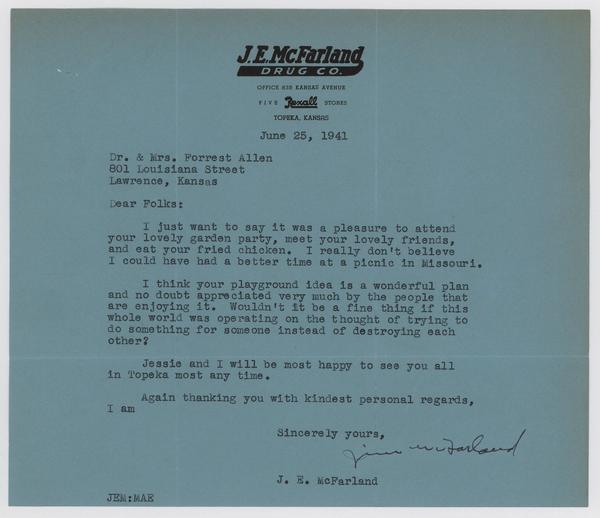 J. E. McFarland
DRUG CO.
OFFICE 835 KANSAS AVENUE
FIVE Rexall STORES
TOPEKA, KANSAS
June 25, 1941
Dr. & Mrs. Forrest Allen
801 Louisiana Street
Lawrence, Kansas
Dear Folks:
I just want to say it was a pleasure to attend
your lovely garden party, meet your lovely friends,
and eat your fried chicken. I really don't believe
I could have had a better time at a picnic in Missouri.
I think your playground idea is a wonderful plan
and no doubt appreciated very much by the people that
are enjoying it. Wouldn't it be a fine thing if this
whole world was operating on the thought of trying to
do something for someone instead of destroying each
other?
Jessie and I will be most happy to see you all
in Topeka most any time.
Again thanking you with kindest personal regards,
I am
Sincerely yours,
Jim McFarland
J. E. McFarland
JEM:MAE